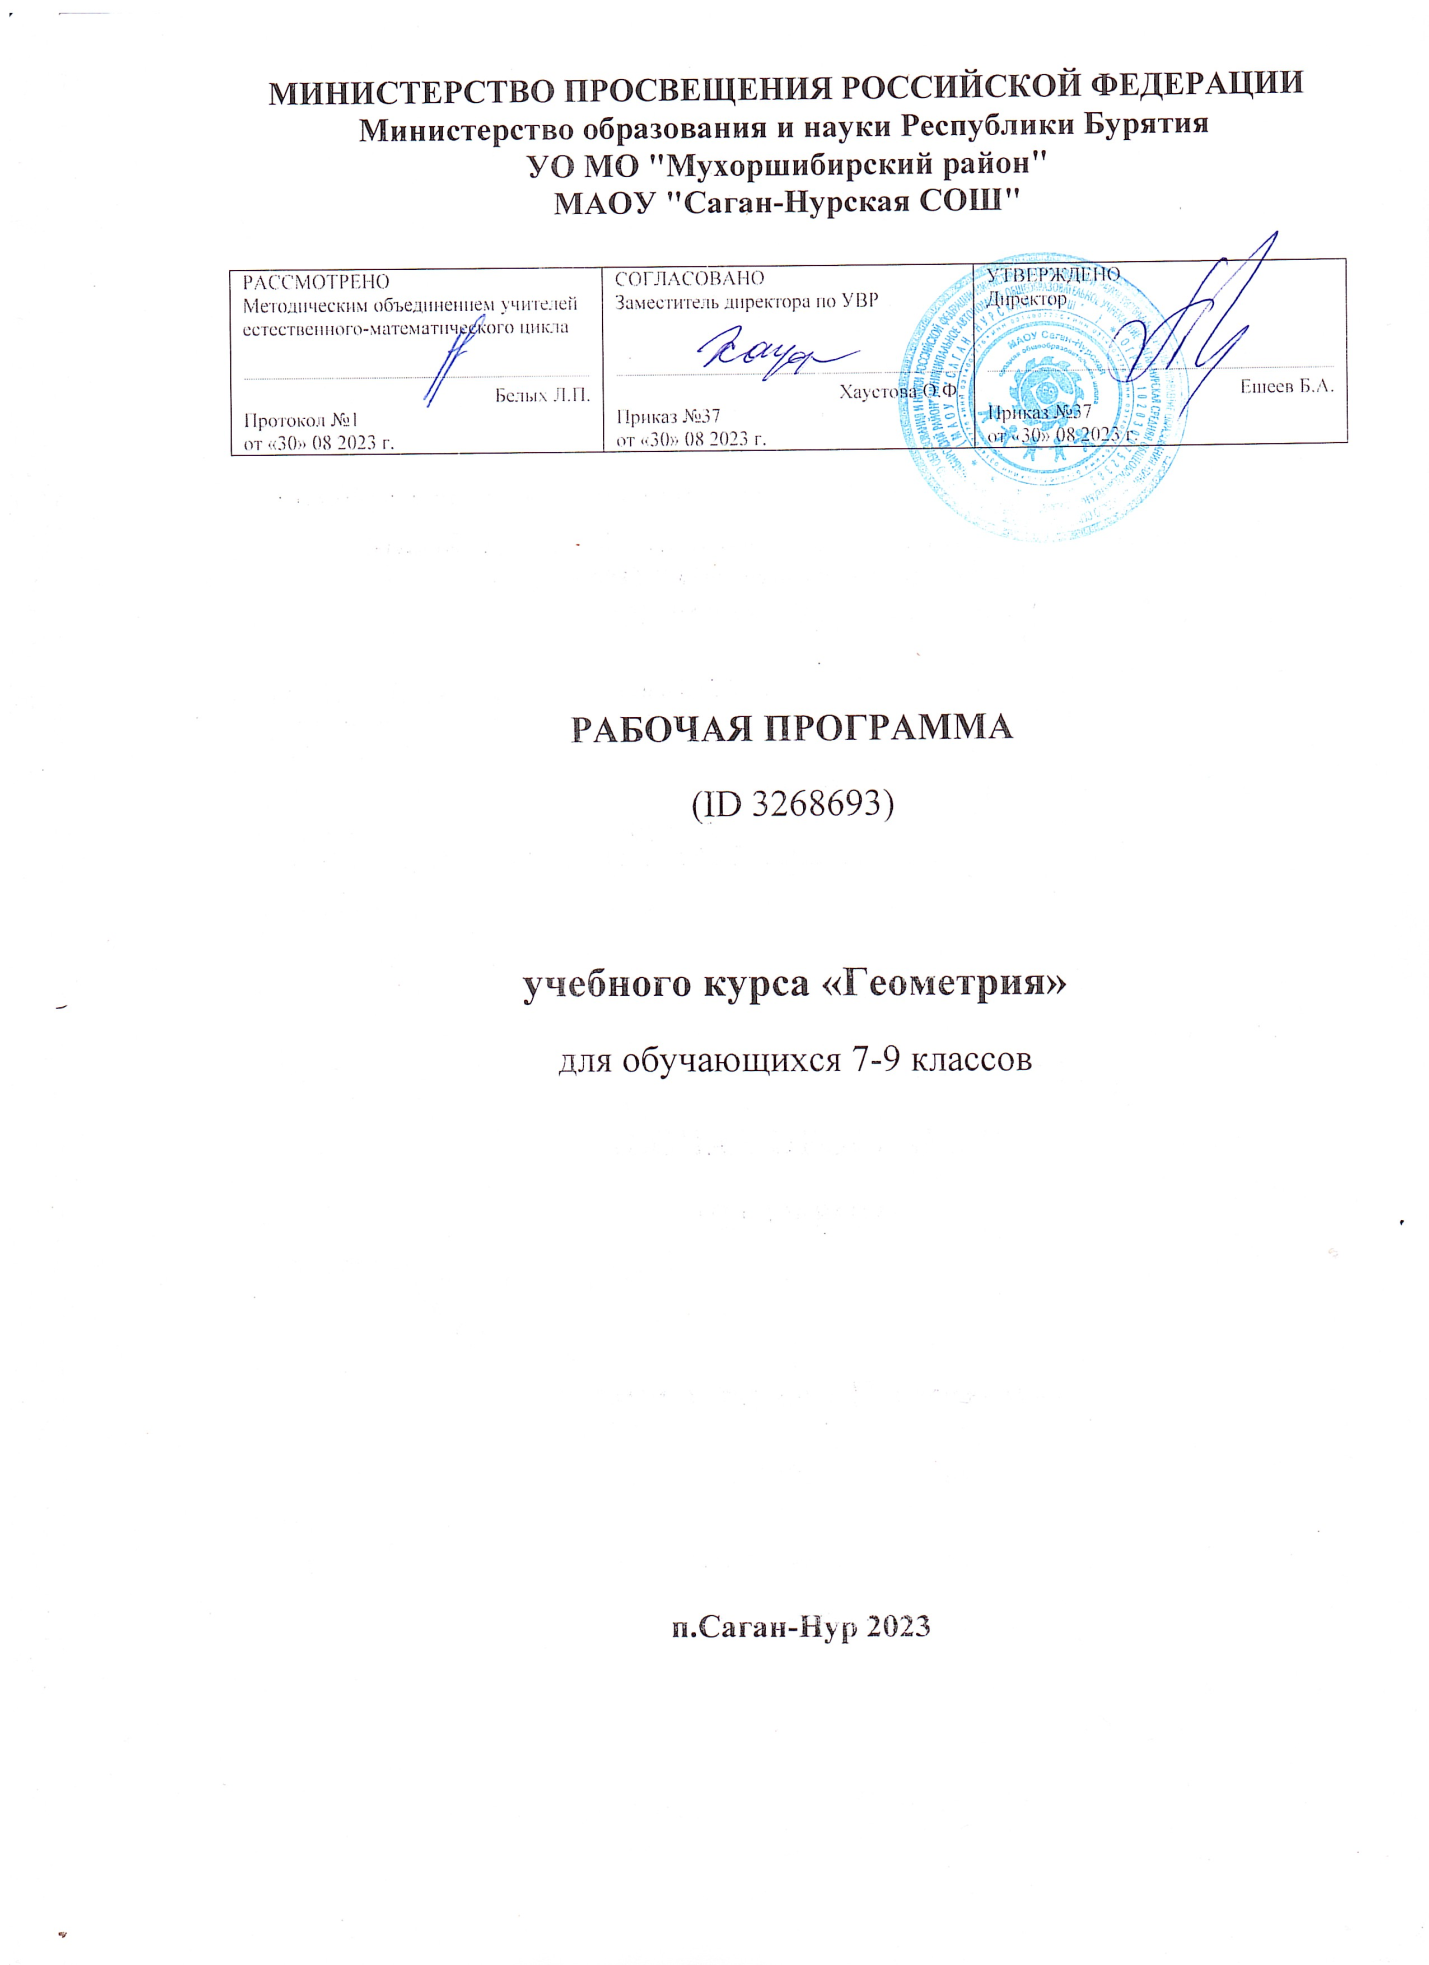 МИНИСТЕРСТВО ПРОСВЕЩЕНИЯ РОССИЙСКОЙ ФЕДЕРАЦИИ
Министерство образования и науки Республики Бурятия
УО МО "Мухоршибирский район"
МАОУ "Саган-Нурская СОШ"
РАССМОТРЕНО
Методическим объединением учителей
естественного-математического цикла
Белых Л.П.
Протокол №1
от «30» 08 2023 г.
СОГЛАСОВАНО
Заместитель директора по УВР
Хаустова О.Ф
Приказ №37
от «30» 08 2023 г.
УТВЕРЖДЕНО
Директор
Ешеев Б.А.
Приказ №37
от «30» 08 2023 г.
РАБОЧАЯ ПРОГРАММА
(ID 3268693)
учебного курса «Геометрия»
для обучающихся 7-9 классов
п.Саган-Нур 2023